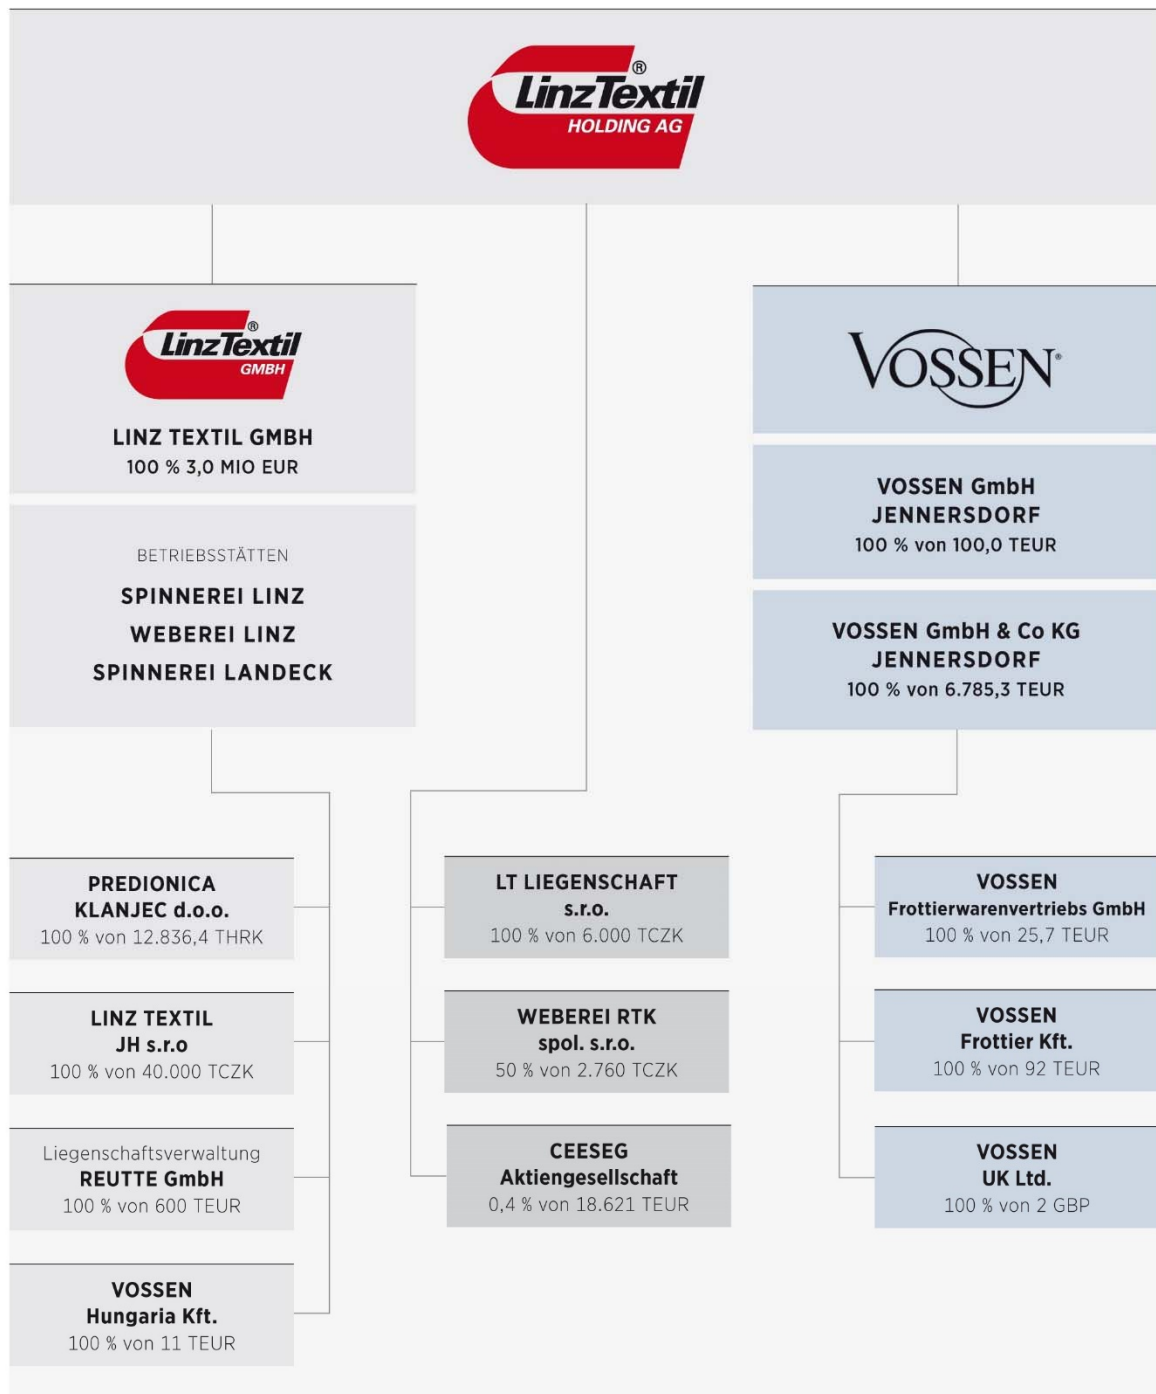 LinzTextil®
HOLDING AG
LinzTextil®
GMBH
LINZ TEXTIL GMBH
100 % 3,0 MIO EUR
BETRIEBSSTÄTTEN
SPINNEREI LINZ
WEBEREI LINZ
SPINNEREI LANDECK
VOSSEN®
VOSSEN GmbH
JENNERSDORF
100 % von 100,0 TEUR
VOSSEN GmbH & Co KG
JENNERSDORF
100 % von 6.785,3 TEUR
PREDIONICA
KLANJEC d.o.o.
100 % von 12.836,4 THRK
LINZ TEXTIL
JH s.r.o
100 % von 40.000 TCZK
Liegenschaftsverwaltung
REUTTE GmbH
100 % von 600 TEUR
VOSSEN
Hungaria Kft.
100 % von 11 TEUR
LT LIEGENSCHAFT
s.r.o.
100 % von 6.000 TCZK
WEBEREI RTK
spol. s.r.o.
50 % von 2.760 TCZK
CEESEG
Aktiengesellschaft
0,4 % von 18.621 TEUR
VOSSEN
Frottierwarenvertriebs GmbH
100 % von 25,7 TEUR
VOSSEN
Frottier Kft.
100 % von 92 TEUR
VOSSEN
UK Ltd.
100 % von 2 GBP